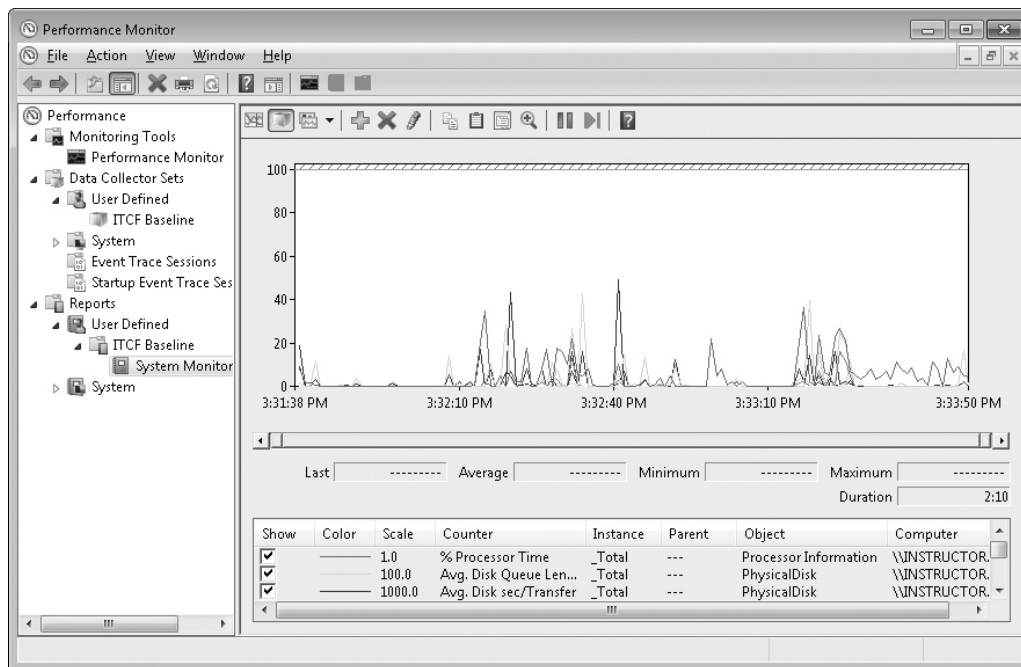 Performance Monitor
File Action View Window Help
Performance
Monitoring Tools
Performance Monitor
Data Collector Sets
User Defined
ITCF Baseline
System
Event Trace Sessions
Startup Event Trace Ses
Reports
User Defined
ITCF Baseline
System Monitor
System
100
80
60
40
20
0
3:31:38 PM 3:32:10 PM 3:32:40 PM 3:33:10 PM 3:33:50 PM
Last --------- Average --------- Minimum --------- Maximum ---------
Duration 2:10
Show Color Scale Counter Instance Parent Object Computer
1.0 % Processor Time _Total --- Processor Information \\INSTRUCTOR.
100.0 Avg. Disk Queue Len... _Total --- PhysicalDisk \\INSTRUCTOR.
1000.0 Avg. Disk sec/Transfer _Total --- PhysicalDisk \\INSTRUCTOR.